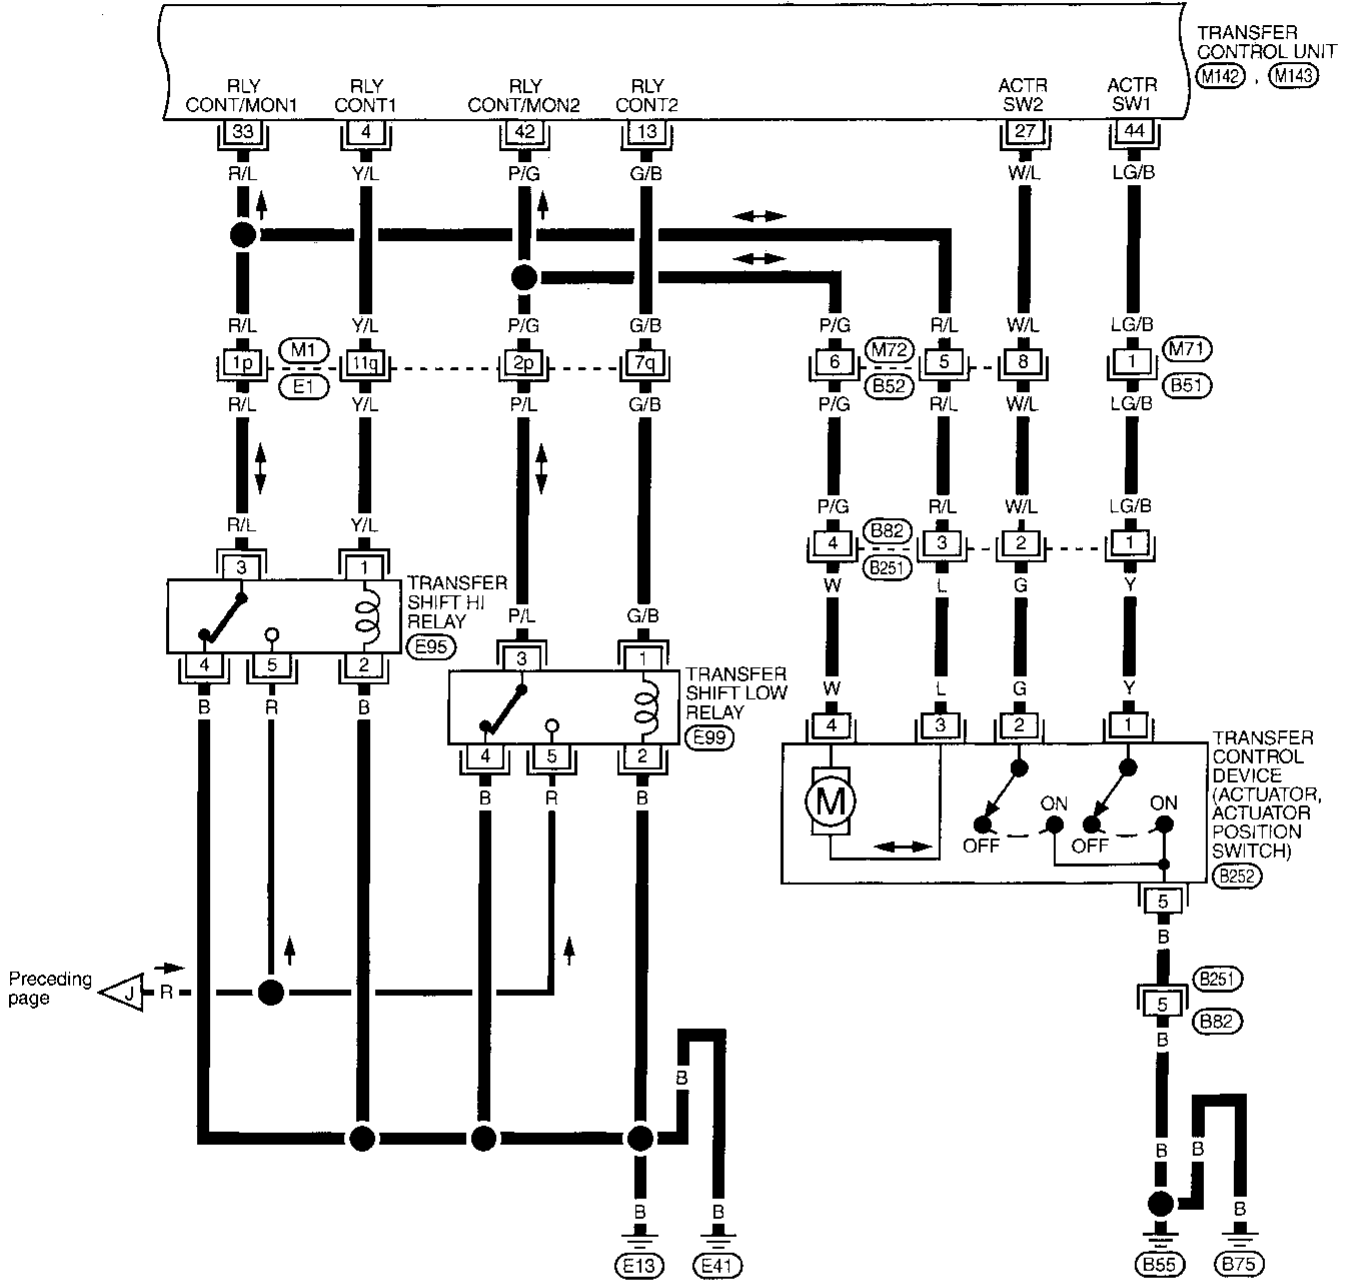 TRANSFER
CONTROL UNIT
M142 , M143
RLY CONT/MON1
RLY CONT1
RLY CONT/MON2
RLY CONT2
ACTR SW2
ACTR SW1
33 4 42 13 27 44
R/L Y/L P/G G/B W/L LG/B
R/L Y/L P/G G/B P/G R/L W/L LG/B
1p M1 11q 2p 7q 6 M72 5 8 1 M71
E1 B52 B51
R/L Y/L P/L G/B P/G R/L W/L LG/B
R/L Y/L P/G R/L W/L LG/B
4 B82 3 2 1
B251
3 1
W L G Y
TRANSFER
SHIFT HI
RELAY
E95
P/L G/B
4 5 2
3 1
B R B
TRANSFER
SHIFT LOW
RELAY
E99
W L G Y
4 3 2 1
4 5 2
B R B
M
OFF ON OFF ON
TRANSFER
CONTROL
DEVICE
(ACTUATOR,
ACTUATOR
POSITION
SWITCH)
B252
5
B
B251
5
B82
B
Preceding
page
J R
B
B B
B B B
E13 E41 B55 B75